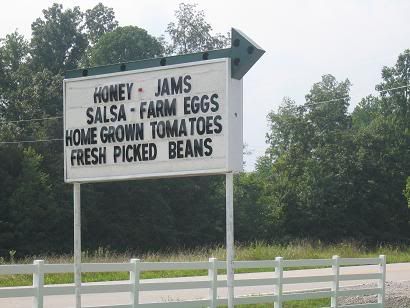 HONEY - JAMS
SALSA - FARM EGGS
HOME GROWN TOMATOES
FRESH PICKED BEANS